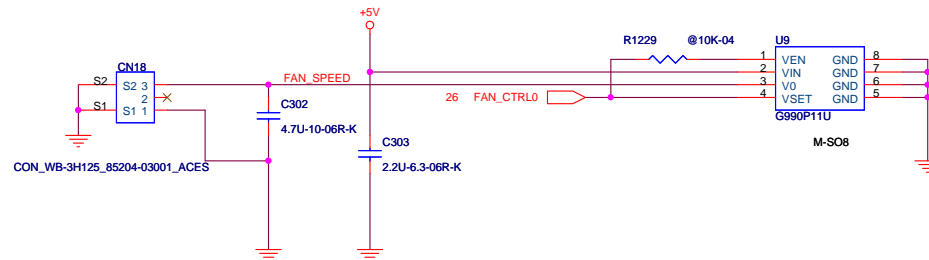 +5V
R1229 @10K-04 U9
CN18
FAN_SPEED
1 VEN GND 8
2 VIN GND 7
3 V0 GND 6
4 VSET GND 5
S2 S2 3
2
S1 S1 1
26 FAN_CTRL0
C302
4.7U-10-06R-K
G990P11U
C303
2.2U-6.3-06R-K
M-SO8
CON_WB-3H125_85204-03001_ACES